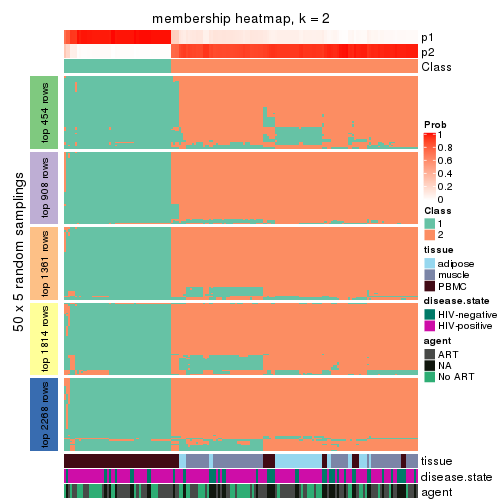 membership heatmap, k = 2
p1
p2
Class
50 x 5 random samplings
top 454 rows
top 908 rows
top 1361 rows
top 1814 rows
top 2268 rows
Prob
1
0.8
0.6
0.4
0.2
0
Class
1
2
tissue
adipose
muscle
PBMC
disease.state
HIV-negative
HIV-positive
agent
ART
NA
No ART
tissue
disease.state
agent